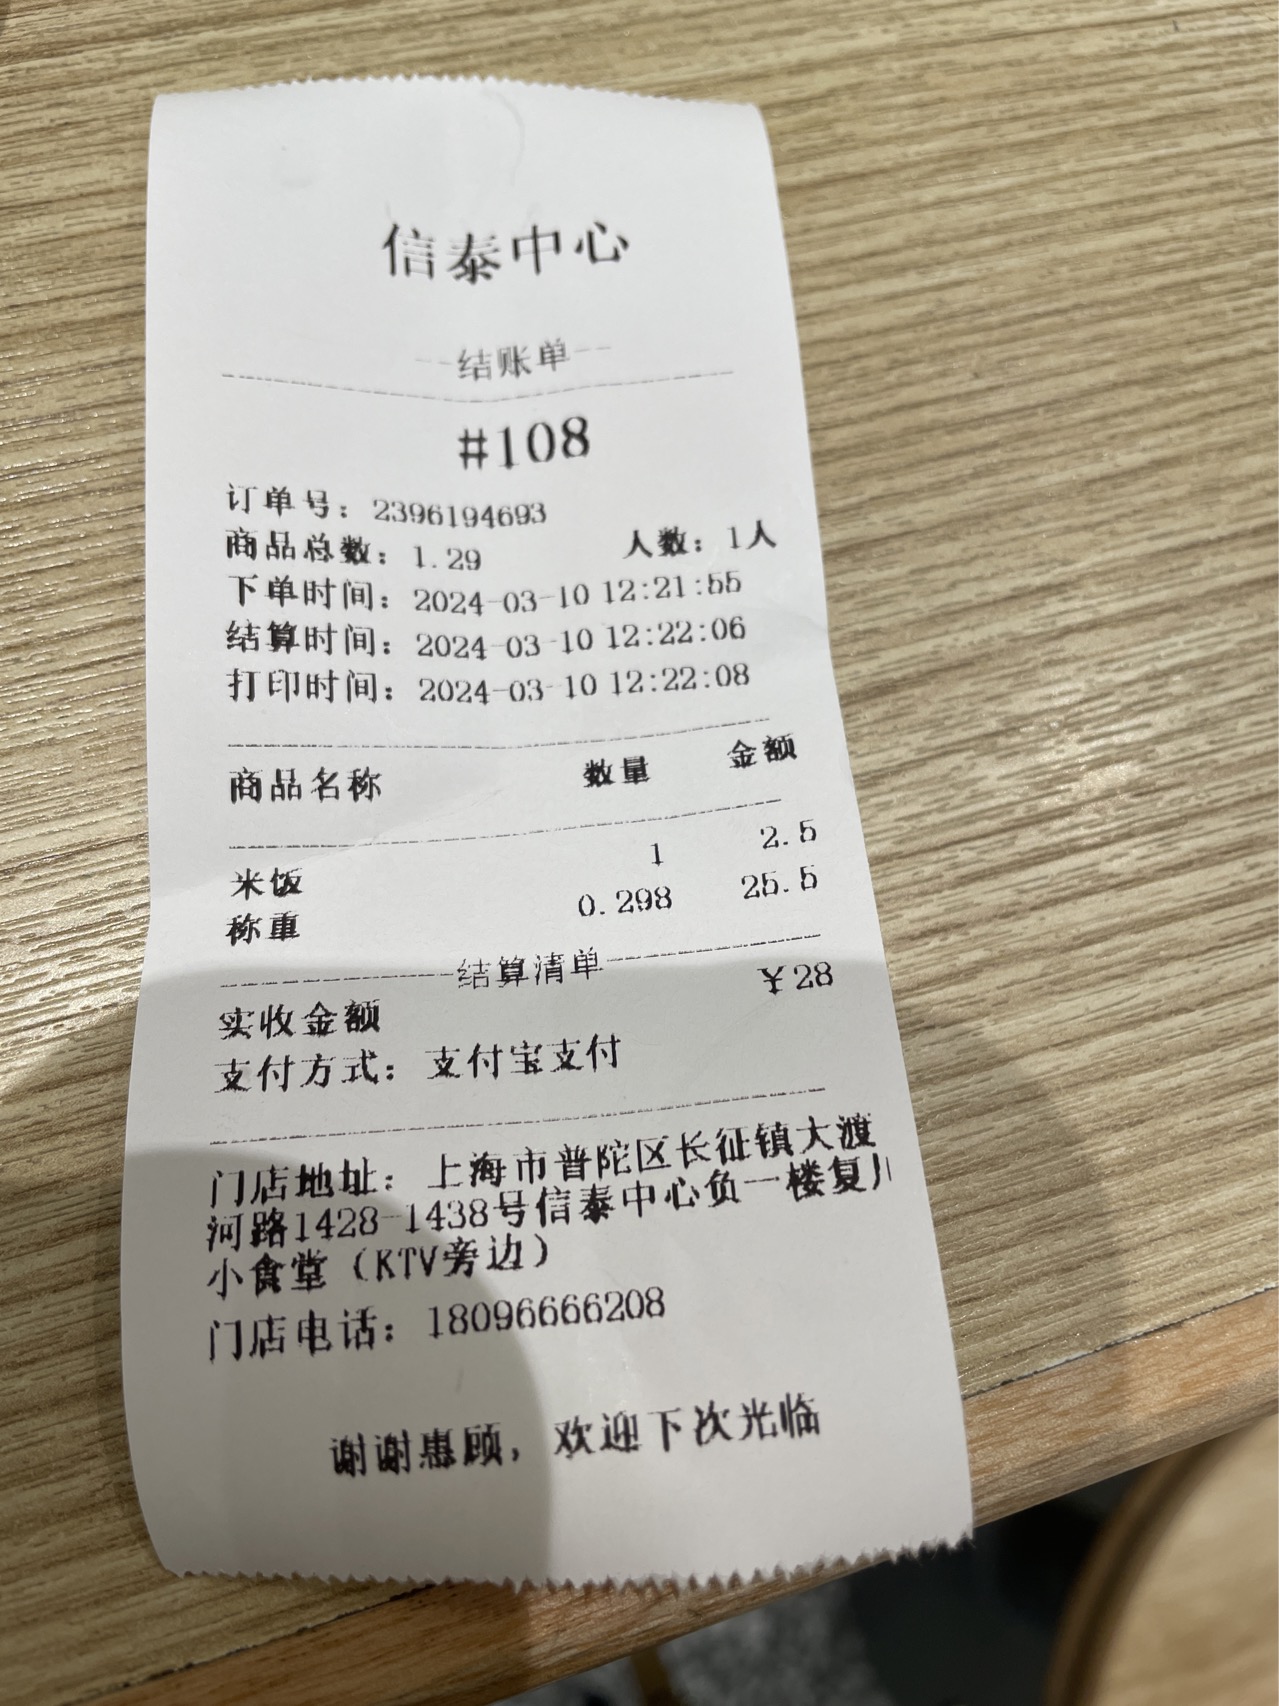 信泰中心
--结账单--
#108
订单号：2396194693
商品总数：1.29 人数：1人
下单时间：2024-03-10 12:21:55
结算时间：2024-03-10 12:22:06
打印时间：2024-03-10 12:22:08
商品名称 数量 金额
米饭 1 2.5
称重 0.298 25.5
结算清单
实收金额 ¥28
支付方式：支付宝支付
门店地址：上海市普陀区长征镇大渡
河路1428-1438号信泰中心负一楼复
小食堂（KTV旁边）
门店电话：18096666208
谢谢惠顾，欢迎下次光临